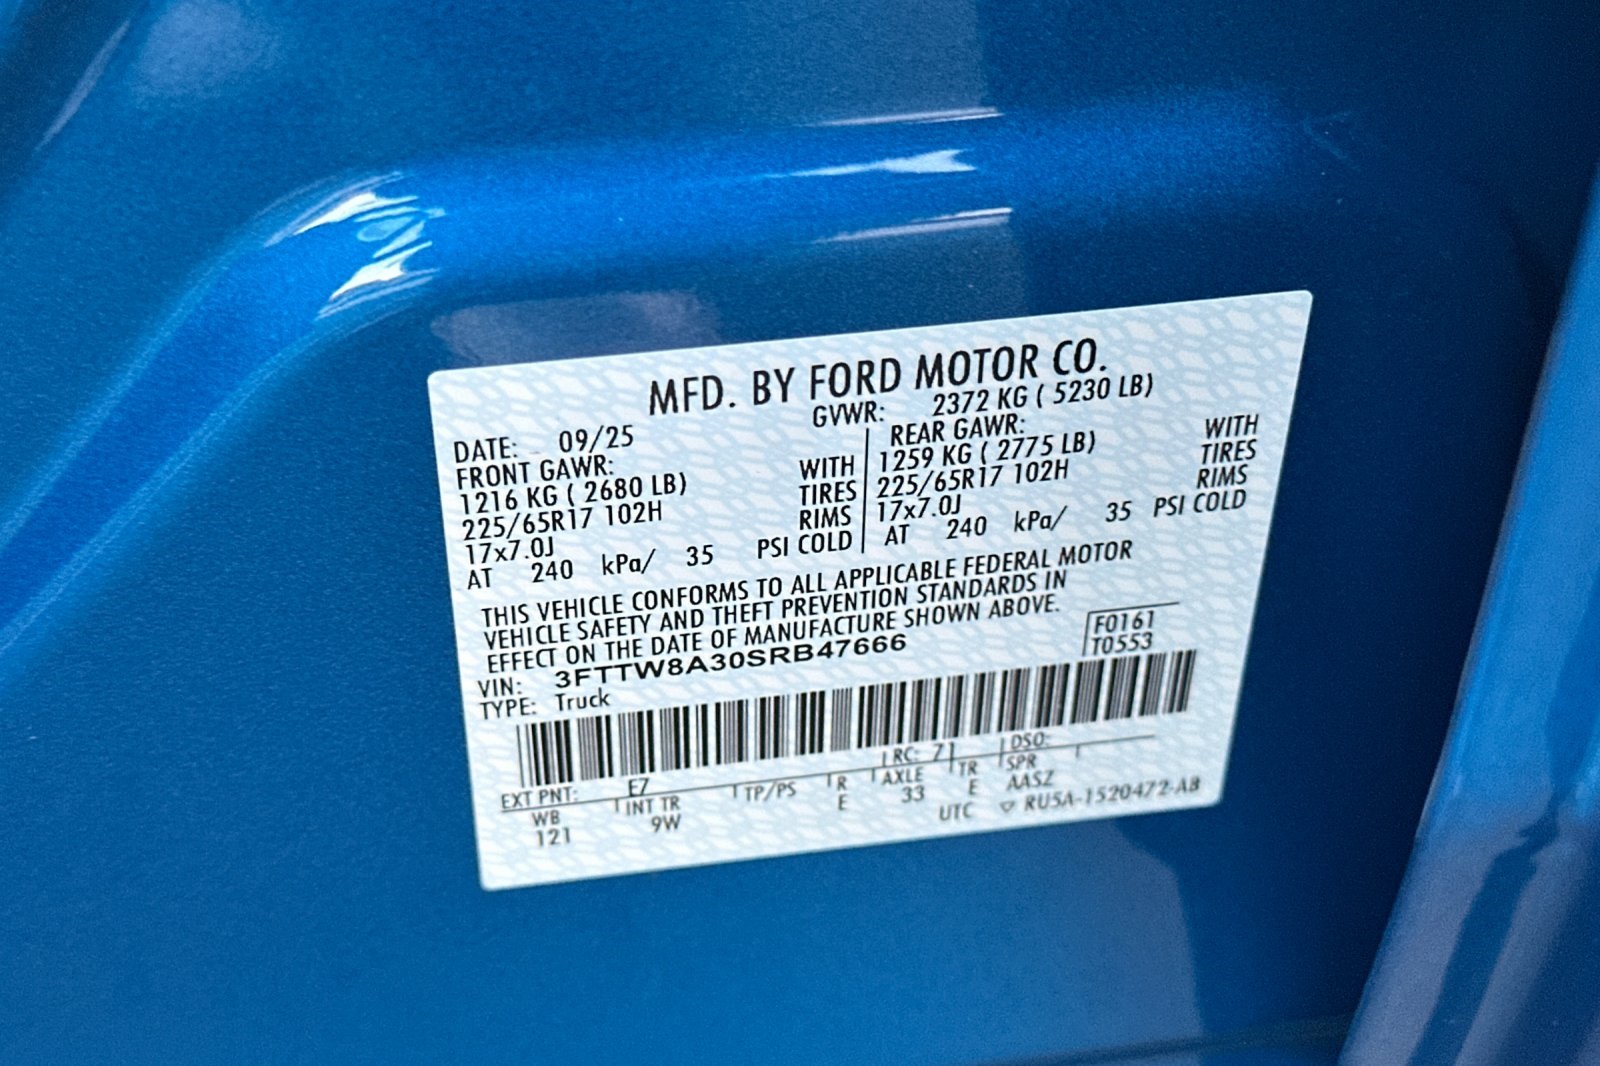 MFD. BY FORD MOTOR CO.
DATE: 09/25 GVWR: 2372 KG ( 5230 LB)
FRONT GAWR: REAR GAWR:
1216 KG ( 2680 LB) WITH 1259 KG ( 2775 LB) WITH
225/65R17 102H TIRES 225/65R17 102H TIRES
17x7.0J RIMS 17x7.0J RIMS
AT 240 kPa/ 35 PSI COLD AT 240 kPa/ 35 PSI COLD
THIS VEHICLE CONFORMS TO ALL APPLICABLE FEDERAL MOTOR
VEHICLE SAFETY AND THEFT PREVENTION STANDARDS IN
EFFECT ON THE DATE OF MANUFACTURE SHOWN ABOVE.
VIN: 3FTTW8A30SRB47666 F0161
TYPE: Truck T0553
EXT PNT: E7 RC: 71 DSO:
WB INT TR TP/PS R AXLE TR SPR
121 9W E 33 E AASZ
UTC ▽ RU5A-1520472-AB